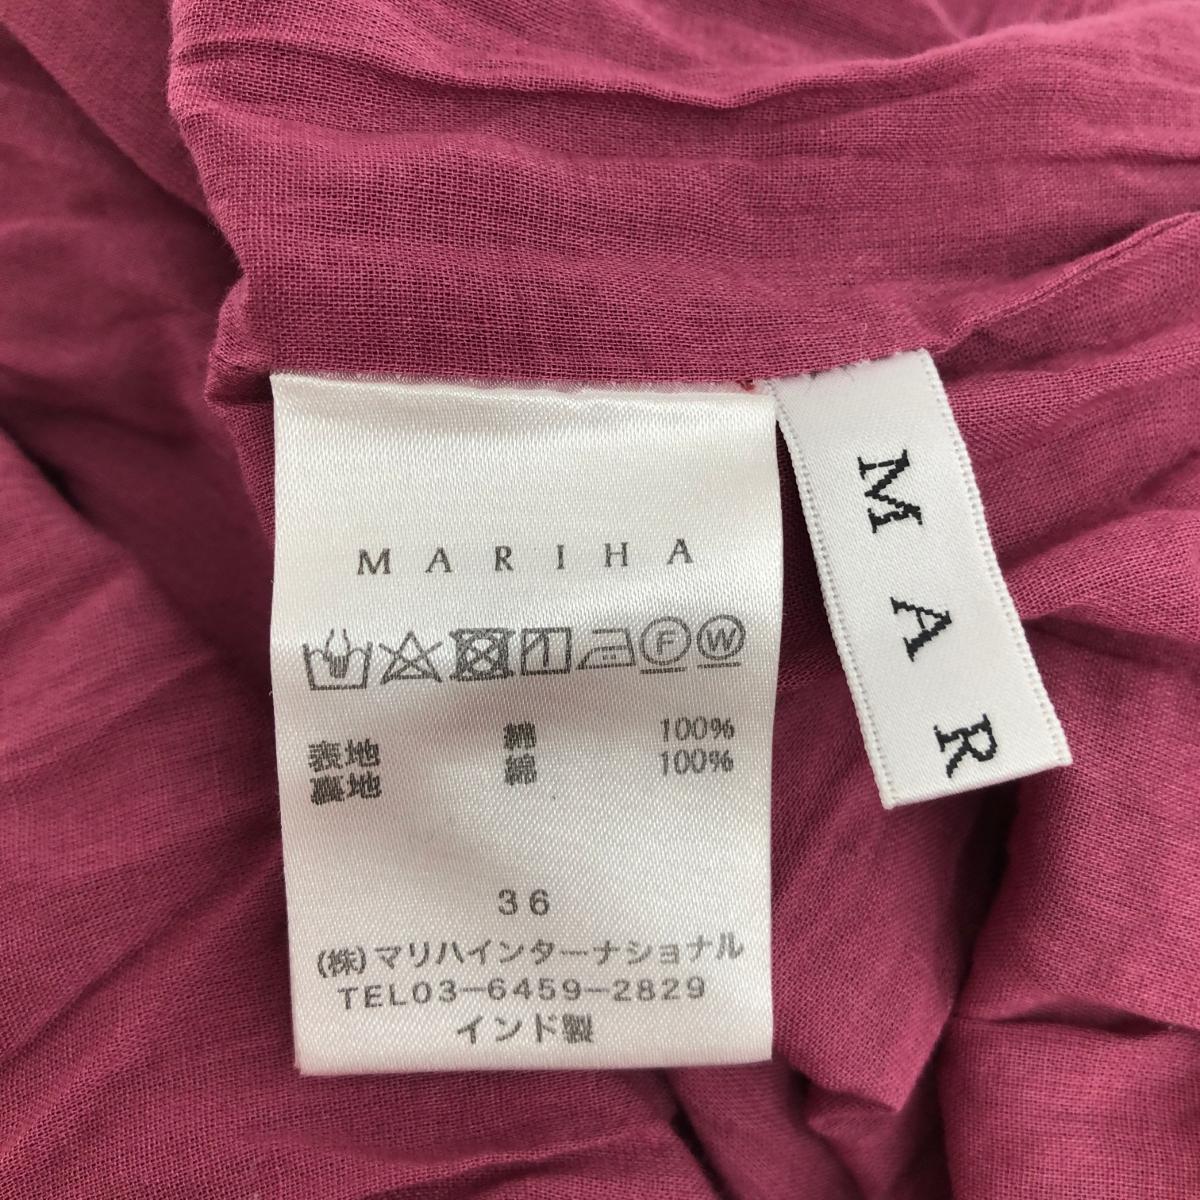 MARIHA
F W
表地 綿 100%
裏地 綿 100%
36
(株)マリハインターナショナル
TEL03-6459-2829
インド製
MAR